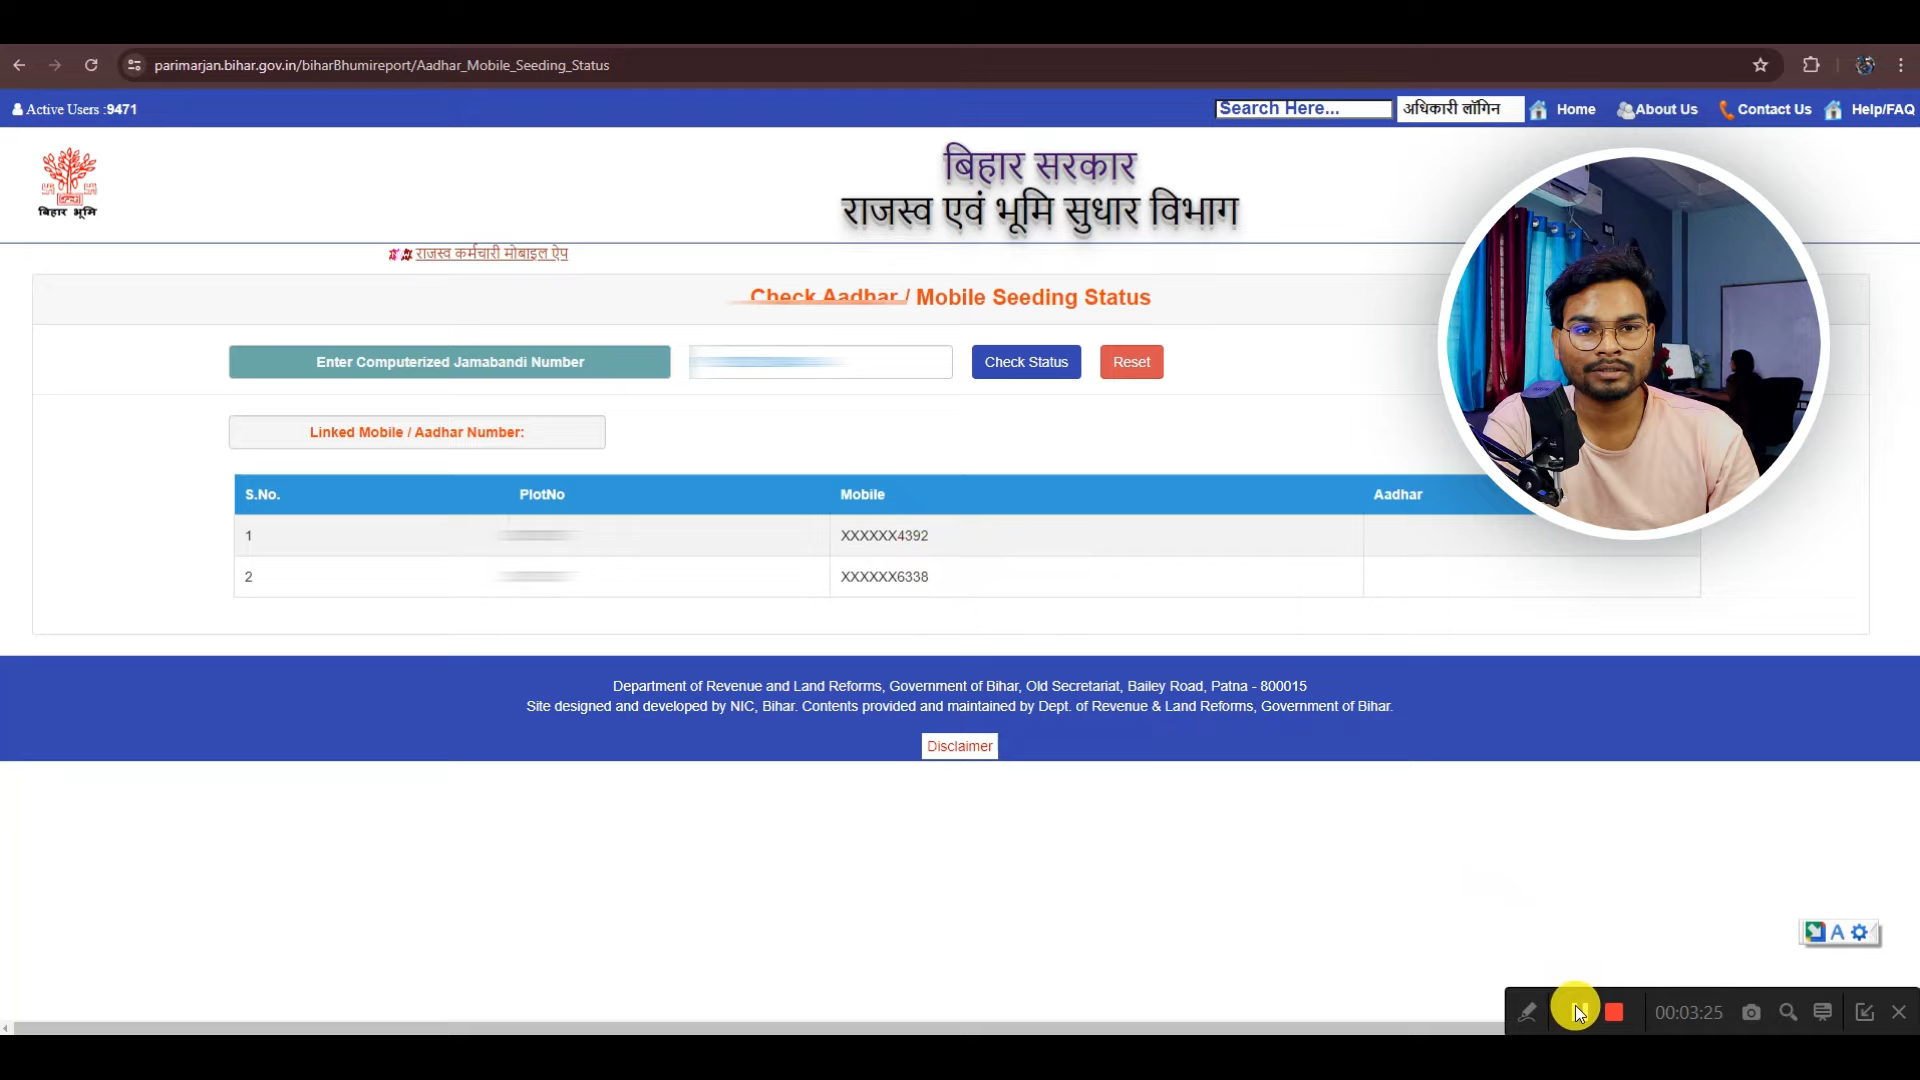 parimarjan.bihar.gov.in/biharBhumireport/Aadhar_Mobile_Seeding_Status
Active Users :9471
Search Here...
अधिकारी लॉगिन
Home
About Us
Contact Us
Help/FAQ
बिहार सरकार
राजस्व एवं भूमि सुधार विभाग
बिहार भूमि
राजस्व कर्मचारी मोबाइल ऐप
Check Aadhar / Mobile Seeding Status
Enter Computerized Jamabandi Number
Check Status
Reset
Linked Mobile / Aadhar Number:
S.No. PlotNo Mobile Aadhar
1 XXXXXX4392
2 XXXXXX6338
Department of Revenue and Land Reforms, Government of Bihar, Old Secretariat, Bailey Road, Patna - 800015
Site designed and developed by NIC, Bihar. Contents provided and maintained by Dept. of Revenue & Land Reforms, Government of Bihar.
Disclaimer
A
00:03:25